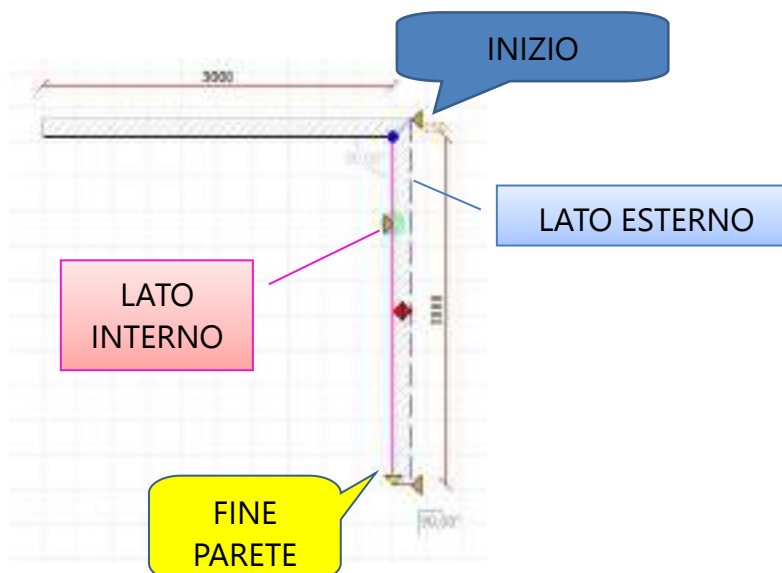 INIZIO
3000
LATO ESTERNO
LATO
INTERNO
FINE
PARETE
90,00°